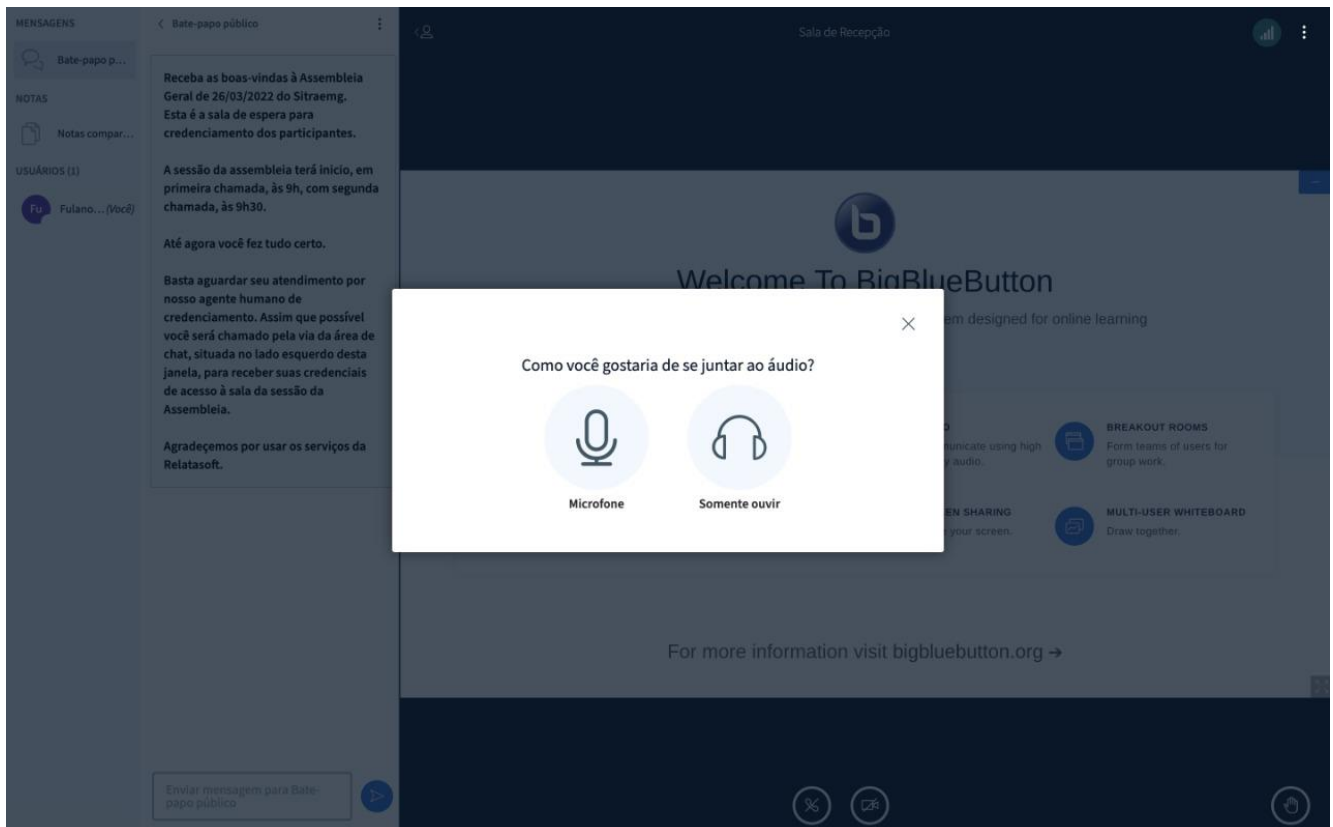 MENSAGENS
Bate-papo p...
NOTAS
Notas compar...
USUÁRIOS (1)
Fu
Fulano... (Você)
Bate-papo público
Receba as boas-vindas à Assembleia
Geral de 26/03/2022 do Sitraemg.
Esta é a sala de espera para
credenciamento dos participantes.
A sessão da assembleia terá inicio, em
primeira chamada, às 9h, com segunda
chamada, às 9h30.
Até agora você fez tudo certo.
Basta aguardar seu atendimento por
nosso agente humano de
credenciamento. Assim que possível
você será chamado pela via da área de
chat, situada no lado esquerdo desta
janela, para receber suas credenciais
de acesso à sala da sessão da
Assembleia.
Agradeçemos por usar os serviços da
Relatasoft.
Enviar mensagem para Bate-
papo público
Sala de Recepção
b
Welcome To BigBlueButton
em designed for online learning
Como você gostaria de se juntar ao áudio?
Microfone
Somente ouvir
municate using high
y audio.
BREAKOUT ROOMS
Form teams of users for
group work.
EN SHARING
your screen.
MULTI-USER WHITEBOARD
Draw together.
For more information visit bigbluebutton.org →